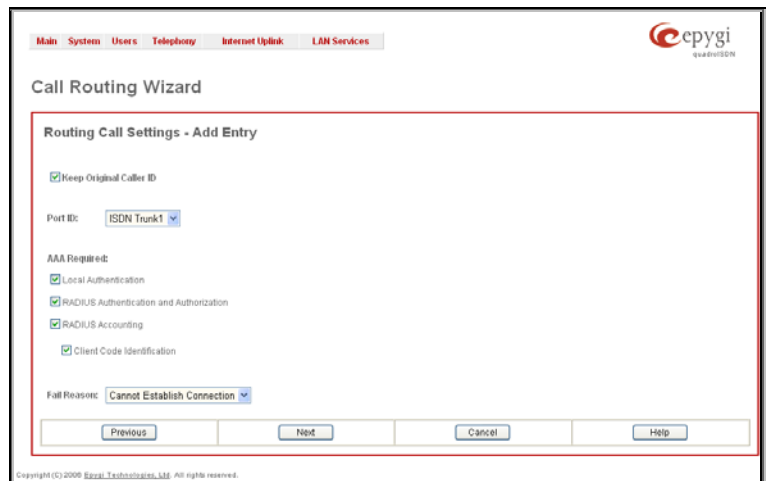 Main System Users Telephony Internet Uplink LAN Services
epygi
quadroISDN
Call Routing Wizard
Routing Call Settings - Add Entry
Keep Original Caller ID
Port ID: ISDN Trunk1
AAA Required:
Local Authentication
RADIUS Authentication and Authorization
RADIUS Accounting
Client Code Identification
Fail Reason: Cannot Establish Connection
Previous Next Cancel Help
Copyright (C) 2006 Epygi Technologies, Ltd. All rights reserved.